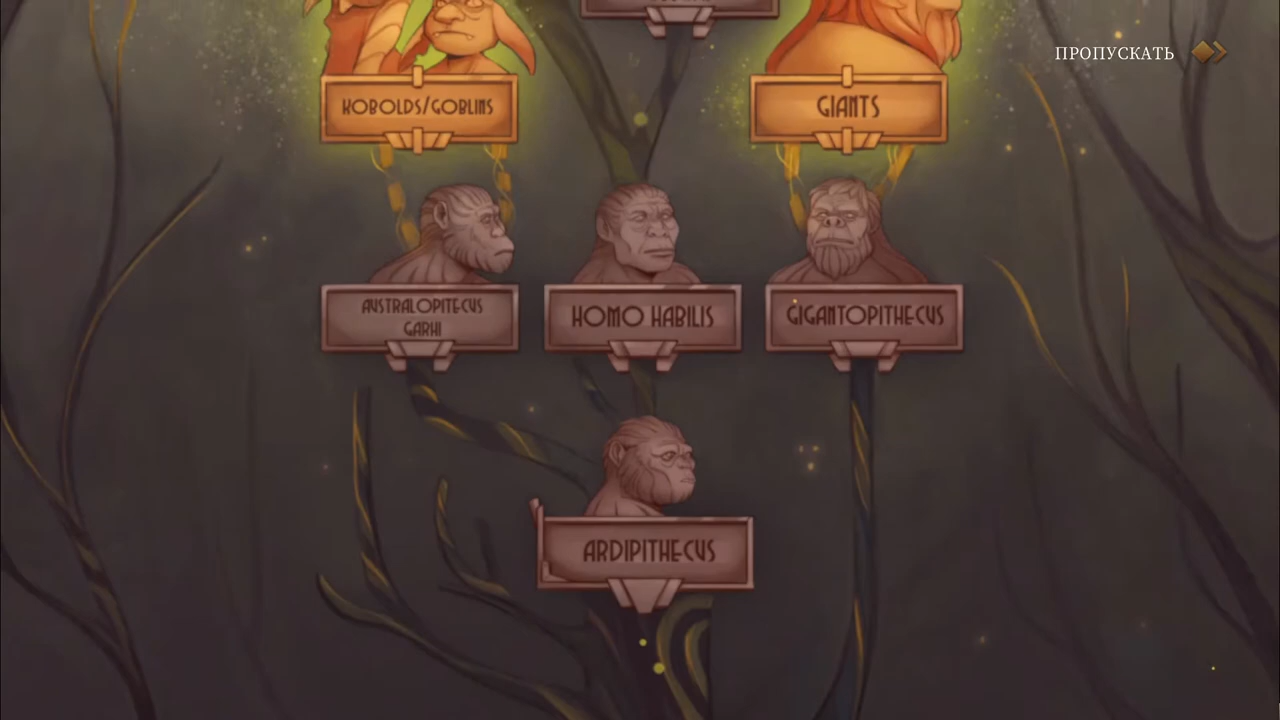 ПРОПУСКАТЬ
KOBOLDS/GOBLINS
GIANTS
AUSTRALOPITECUS
GARHI
HOMO HABILIS
GIGANTOPITHECUS
ARDIPITHECUS